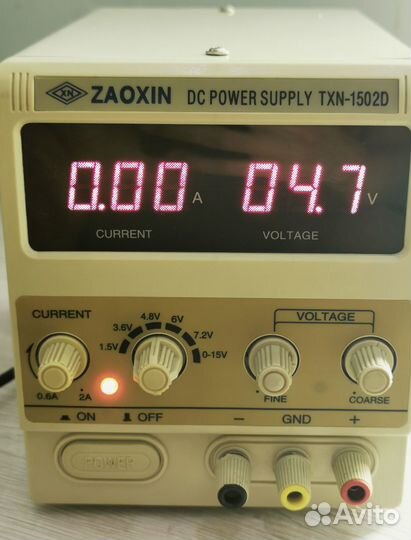 XN ZAOXIN DC POWER SUPPLY TXN-1502D
0.00 A 04.7 V
CURRENT VOLTAGE
CURRENT 1.5V 3.6V 4.8V 6V 7.2V 0-15V VOLTAGE
0.6A 2A FINE COARSE
ON OFF − GND +
POWER
Avito